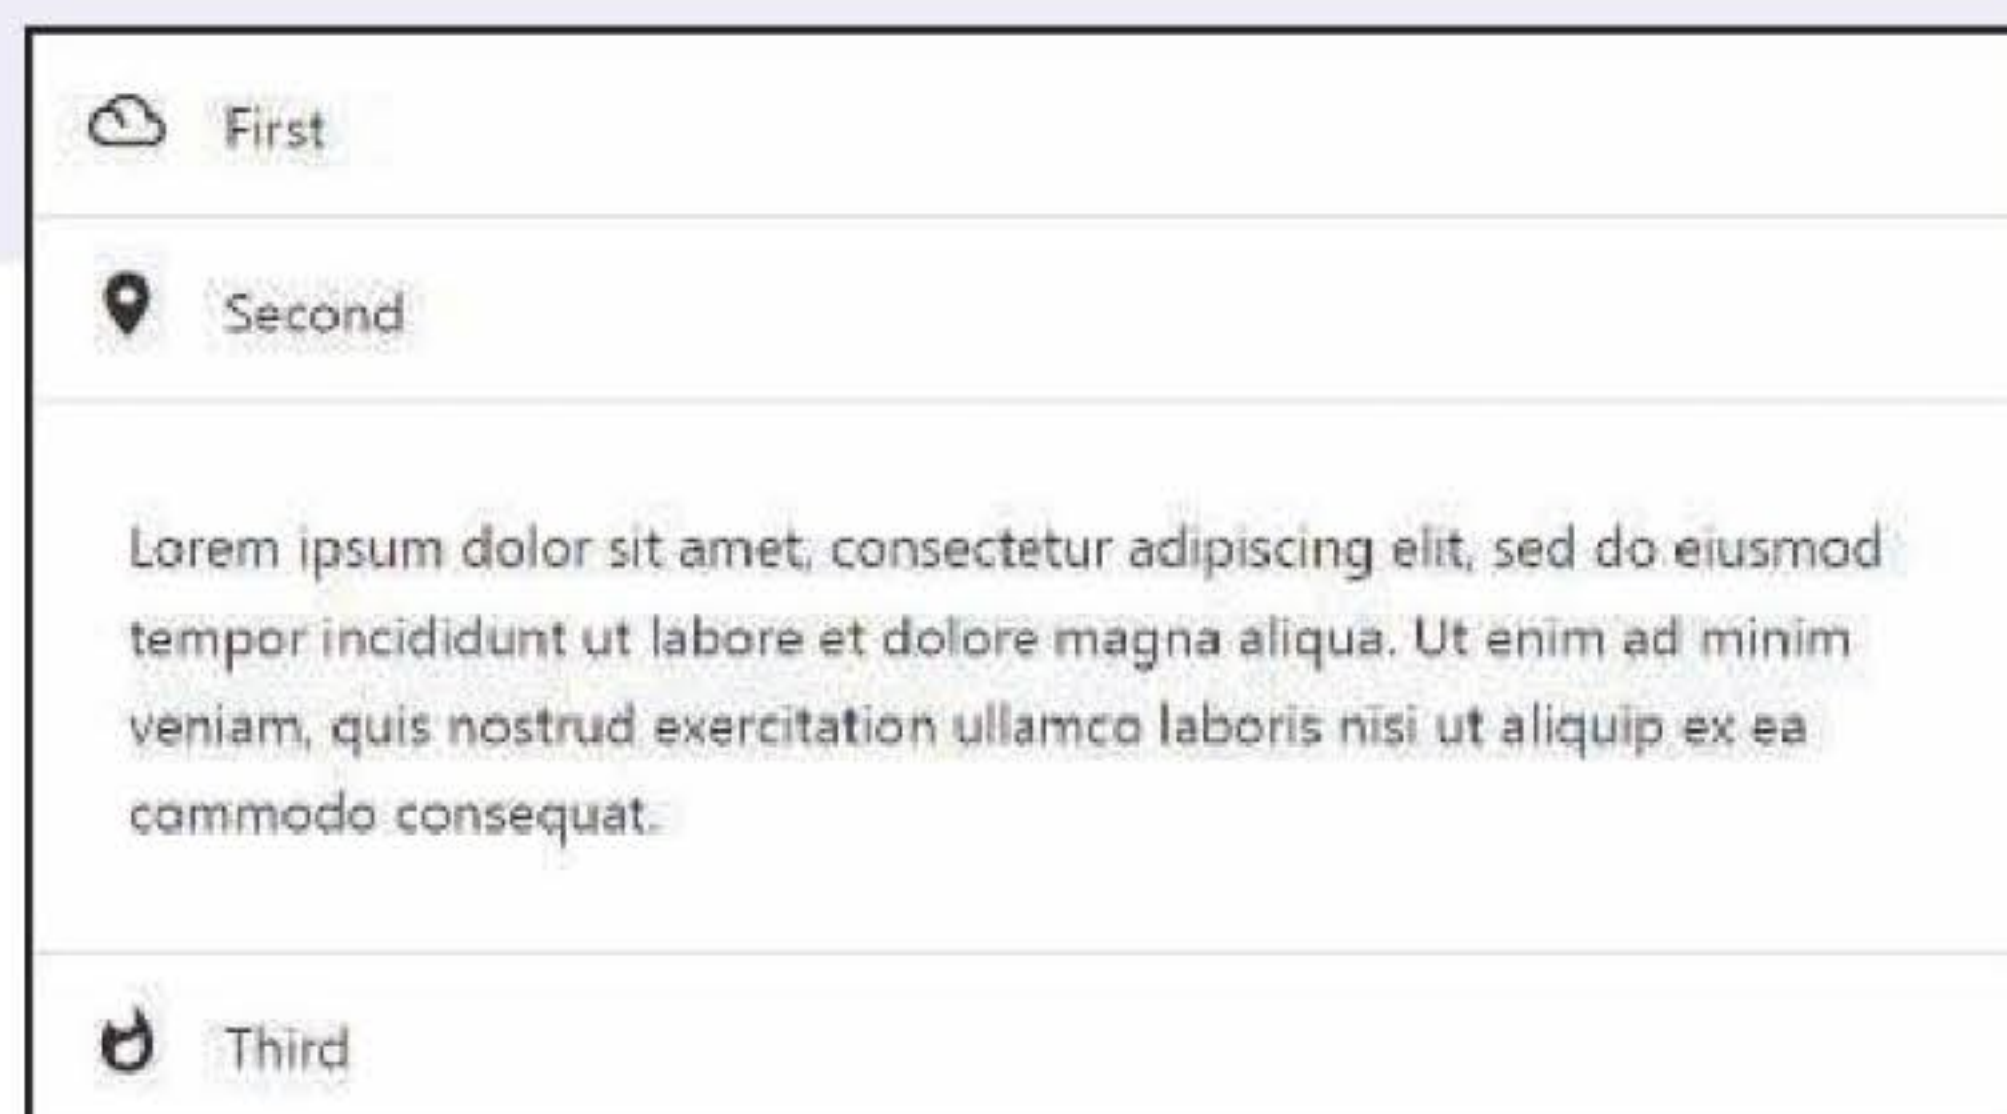 First
Second
Lorem ipsum dolor sit amet, consectetur adipiscing elit, sed do eiusmod
tempor incididunt ut labore et dolore magna aliqua. Ut enim ad minim
veniam, quis nostrud exercitation ullamco laboris nisi ut aliquip ex ea
commodo consequat.
Third